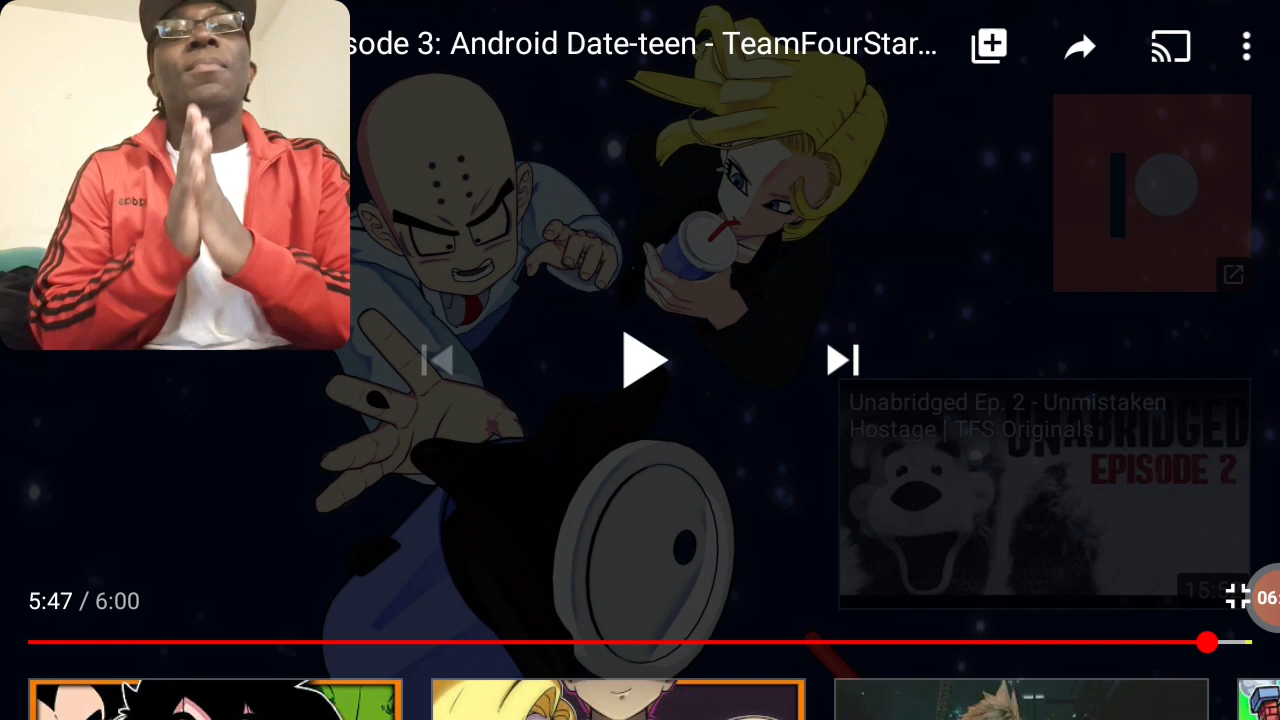 sode 3: Android Date-teen - TeamFourStar...
Unabridged Ep. 2 - Unmistaken
Hostage | TFS Originals
UNABRIDGED
EPISODE 2
5:47 / 6:00
06: